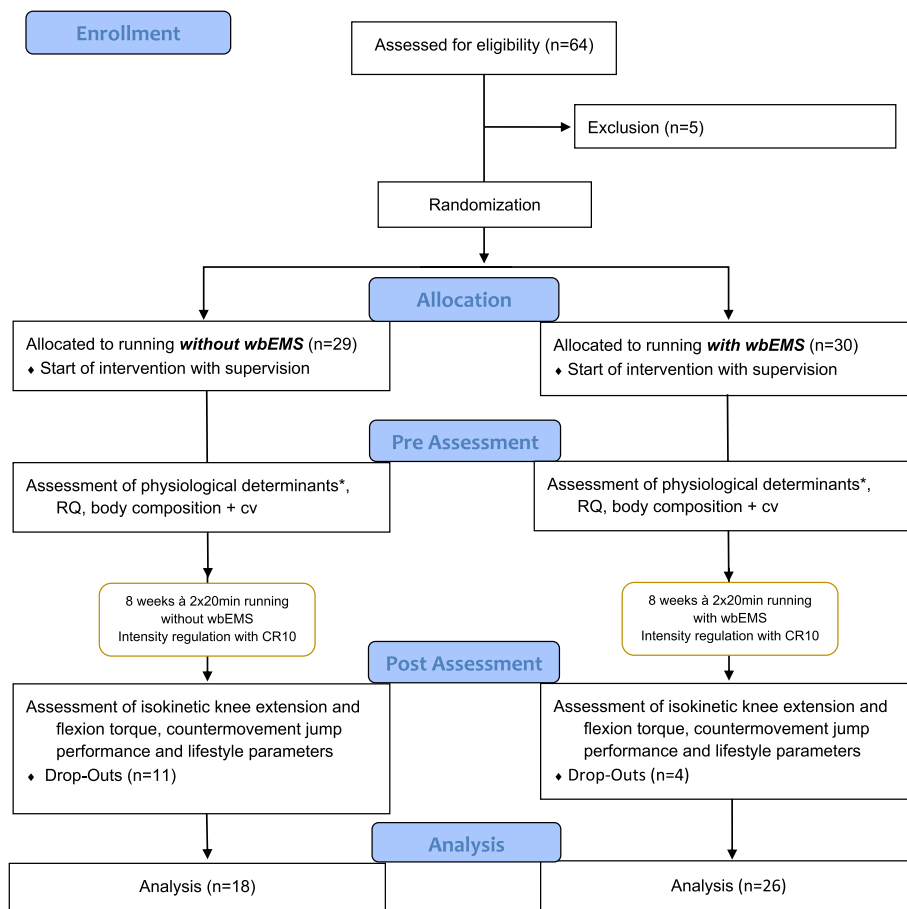 Enrollment
Assessed for eligibility (n=64)
Exclusion (n=5)
Randomization
Allocation
Allocated to running without wbEMS (n=29)
♦ Start of intervention with supervision
Allocated to running with wbEMS (n=30)
♦ Start of intervention with supervision
Pre Assessment
Assessment of physiological determinants*,
RQ, body composition + cv
Assessment of physiological determinants*,
RQ, body composition + cv
8 weeks à 2x20min running
without wbEMS
Intensity regulation with CR10
8 weeks à 2x20min running
with wbEMS
Intensity regulation with CR10
Post Assessment
Assessment of isokinetic knee extension and
flexion torque, countermovement jump
performance and lifestyle parameters
♦ Drop-Outs (n=11)
Assessment of isokinetic knee extension and
flexion torque, countermovement jump
performance and lifestyle parameters
♦ Drop-Outs (n=4)
Analysis
Analysis (n=18)
Analysis (n=26)